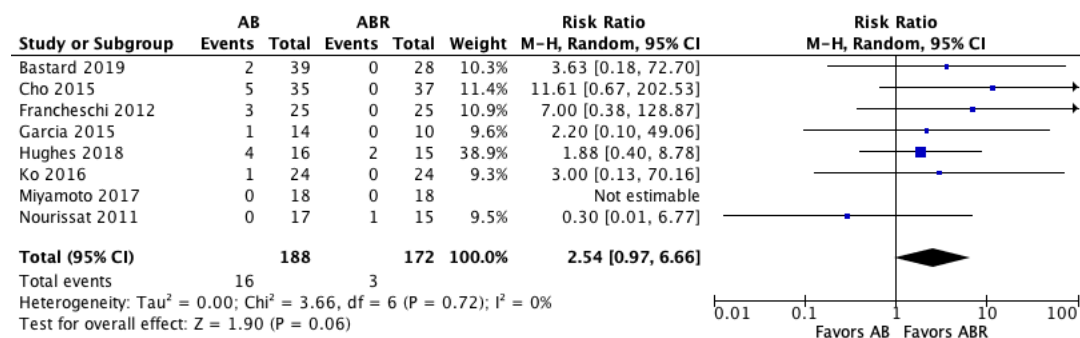 AB ABR Risk Ratio Risk Ratio
Study or Subgroup Events Total Events Total Weight M-H, Random, 95% CI M-H, Random, 95% CI
Bastard 2019 2 39 0 28 10.3% 3.63 [0.18, 72.70]
Cho 2015 5 35 0 37 11.4% 11.61 [0.67, 202.53]
Francheschi 2012 3 25 0 25 10.9% 7.00 [0.38, 128.87]
Garcia 2015 1 14 0 10 9.6% 2.20 [0.10, 49.06]
Hughes 2018 4 16 2 15 38.9% 1.88 [0.40, 8.78]
Ko 2016 1 24 0 24 9.3% 3.00 [0.13, 70.16]
Miyamoto 2017 0 18 0 18 Not estimable
Nourissat 2011 0 17 1 15 9.5% 0.30 [0.01, 6.77]
Total (95% CI) 188 172 100.0% 2.54 [0.97, 6.66]
Total events 16 3
Heterogeneity: Tau² = 0.00; Chi² = 3.66, df = 6 (P = 0.72); I² = 0%
Test for overall effect: Z = 1.90 (P = 0.06)
0.01 0.1 1 10 100
Favors AB Favors ABR